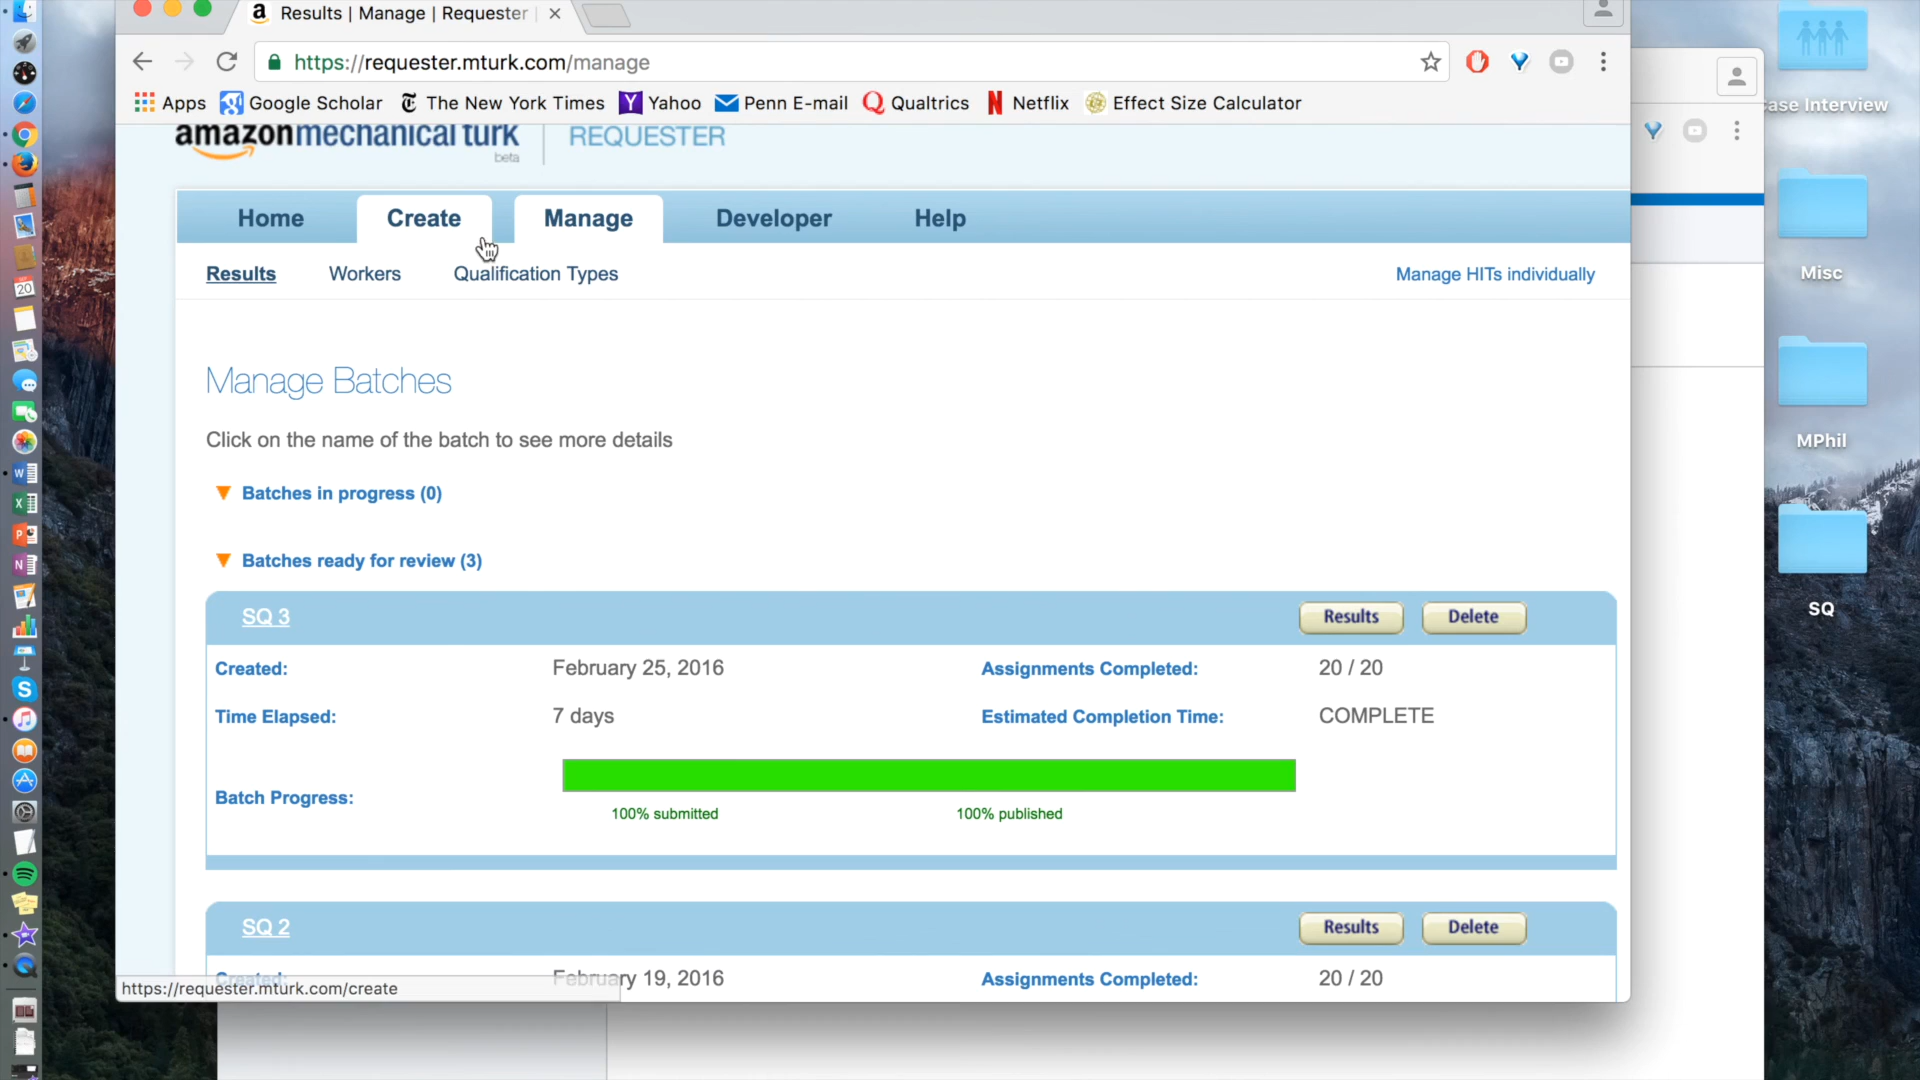 Results | Manage | Requester
https://requester.mturk.com/manage
Apps
Google Scholar
The New York Times
Yahoo
Penn E-mail
Qualtrics
Netflix
Effect Size Calculator
amazonmechanical turk
beta
REQUESTER
Home
Create
Manage
Developer
Help
Results
Workers
Qualification Types
Manage HITs individually
Manage Batches
Click on the name of the batch to see more details
Batches in progress (0)
Batches ready for review (3)
SQ 3
Results
Delete
Created:
February 25, 2016
Assignments Completed:
20 / 20
Time Elapsed:
7 days
Estimated Completion Time:
COMPLETE
Batch Progress:
100% submitted
100% published
SQ 2
Results
Delete
Created:
February 19, 2016
Assignments Completed:
20 / 20
https://requester.mturk.com/create
ase Interview
Misc
MPhil
SQ
20